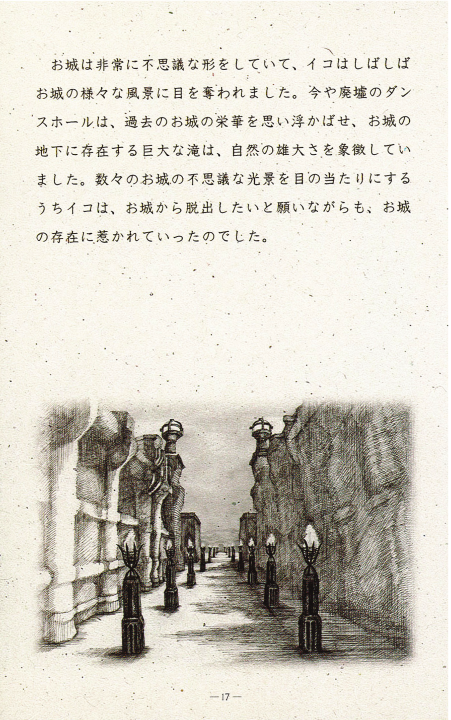 お城は非常に不思議な形をしていて、イコはしばしば
お城の様々な風景に目を奪われました。今や廃墟のダン
スホールは、過去のお城の栄華を思い浮かばせ、お城の
地下に存在する巨大な滝は、自然の雄大さを象徴してい
ました。数々のお城の不思議な光景を目の当たりにする
うちイコは、お城から脱出したいと願いながらも、お城
の存在に惹かれていったのでした。
—17—